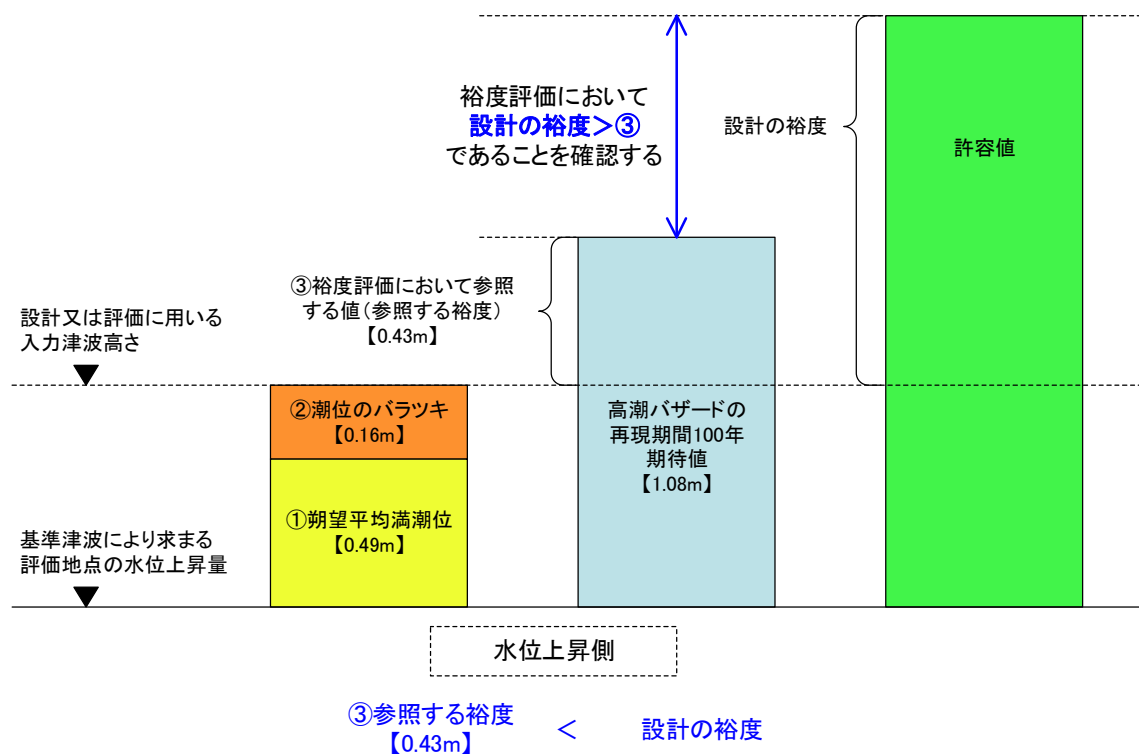 裕度評価において
設計の裕度＞③
であることを確認する
設計の裕度
許容値
③裕度評価において参照
する値（参照する裕度）
【0.43m】
設計又は評価に用いる
入力津波高さ
②潮位のバラツキ
【0.16m】
高潮バザードの
再現期間100年
期待値
【1.08m】
①朔望平均満潮位
【0.49m】
基準津波により求まる
評価地点の水位上昇量
水位上昇側
③参照する裕度
【0.43m】
＜
設計の裕度